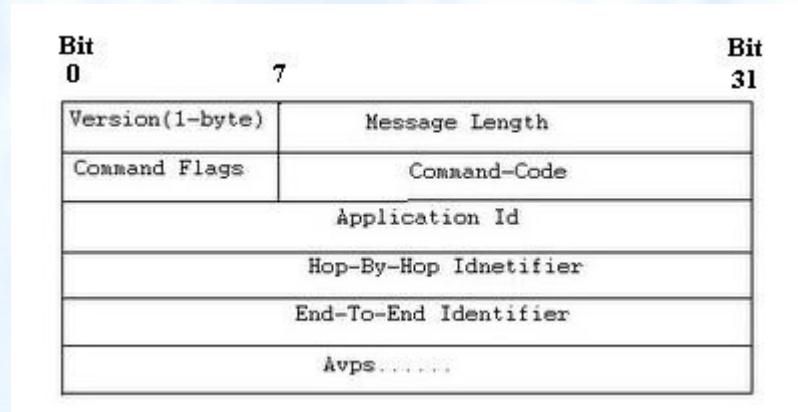 Bit Bit
0 7 31
Version(1-byte) Message Length
Command Flags Command-Code
Application Id
Hop-By-Hop Idnetifier
End-To-End Identifier
Avps......